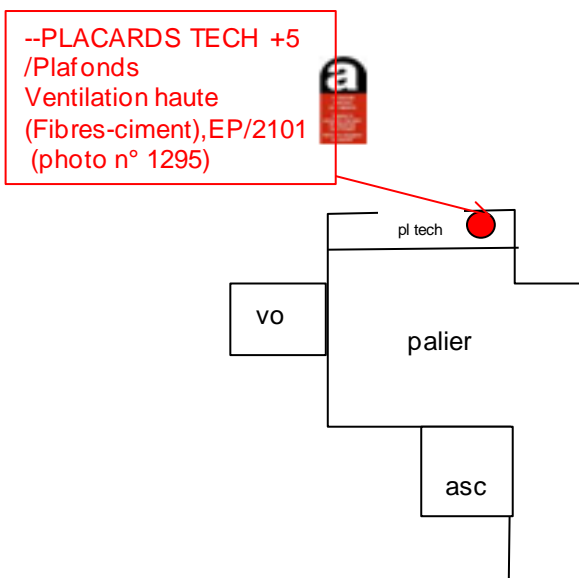 --PLACARDS TECH +5
/Plafonds
Ventilation haute
(Fibres-ciment),EP/2101
(photo n° 1295)
a
pl tech
vo
palier
asc